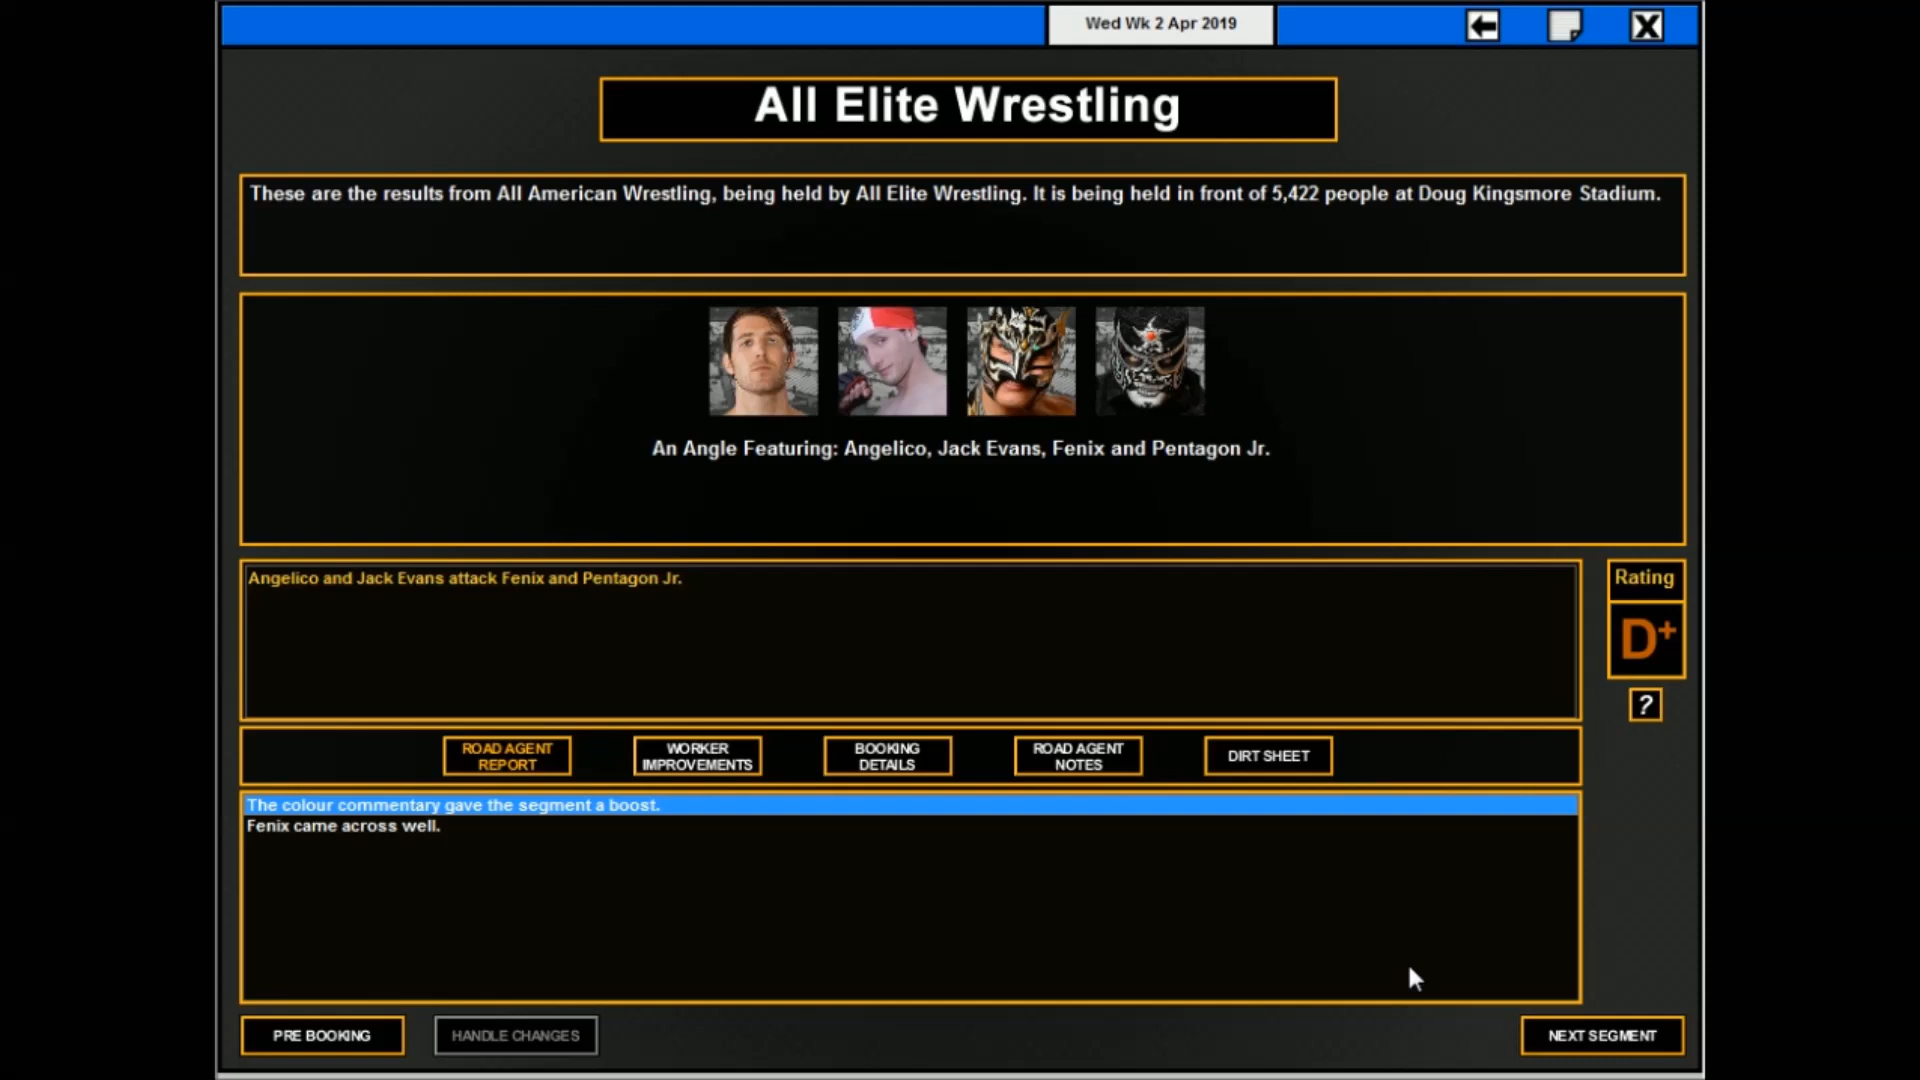 Wed Wk 2 Apr 2019
All Elite Wrestling
These are the results from All American Wrestling, being held by All Elite Wrestling. It is being held in front of 5,422 people at Doug Kingsmore Stadium.
An Angle Featuring: Angelico, Jack Evans, Fenix and Pentagon Jr.
Angelico and Jack Evans attack Fenix and Pentagon Jr.
Rating
D+
?
ROAD AGENT
REPORT
WORKER
IMPROVEMENTS
BOOKING
DETAILS
ROAD AGENT
NOTES
DIRT SHEET
The colour commentary gave the segment a boost.
Fenix came across well.
PRE BOOKING
HANDLE CHANGES
NEXT SEGMENT